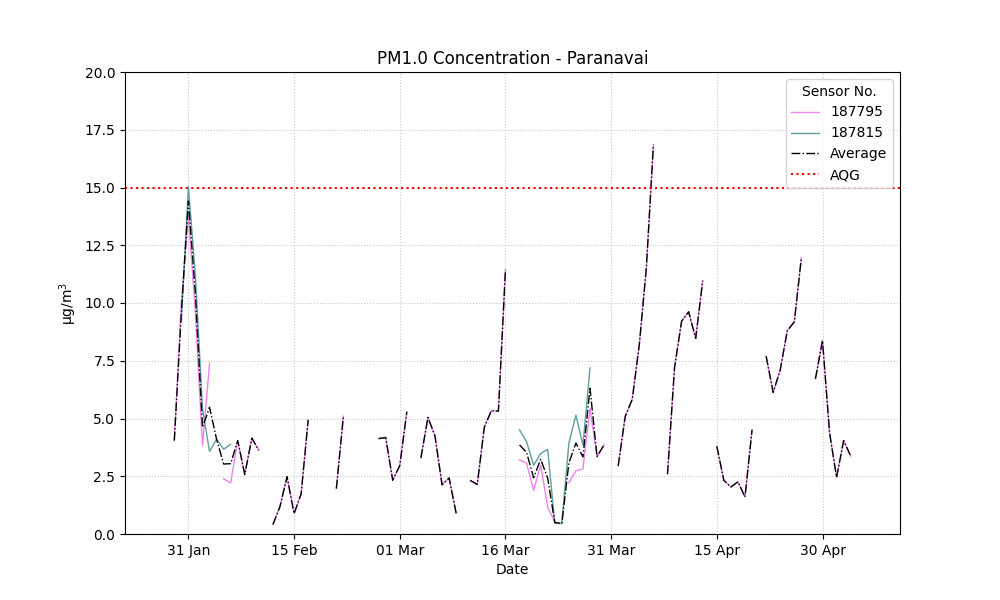 PM1.0 Concentration - Paranavai
20.0
17.5
15.0
12.5
10.0
7.5
5.0
2.5
0.0
µg/m³
Sensor No.
187795
187815
Average
AQG
31 Jan
15 Feb
01 Mar
16 Mar
31 Mar
15 Apr
30 Apr
Date